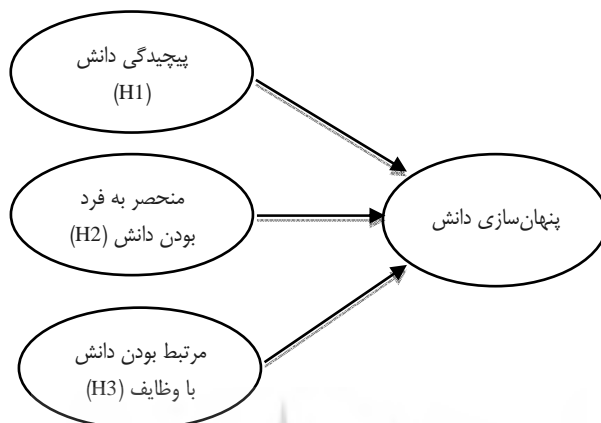 پیچیدگی دانش
(H1)
منحصر به فرد
بودن دانش (H2)
پنهان‌سازی دانش
مرتبط بودن دانش
با وظایف (H3)